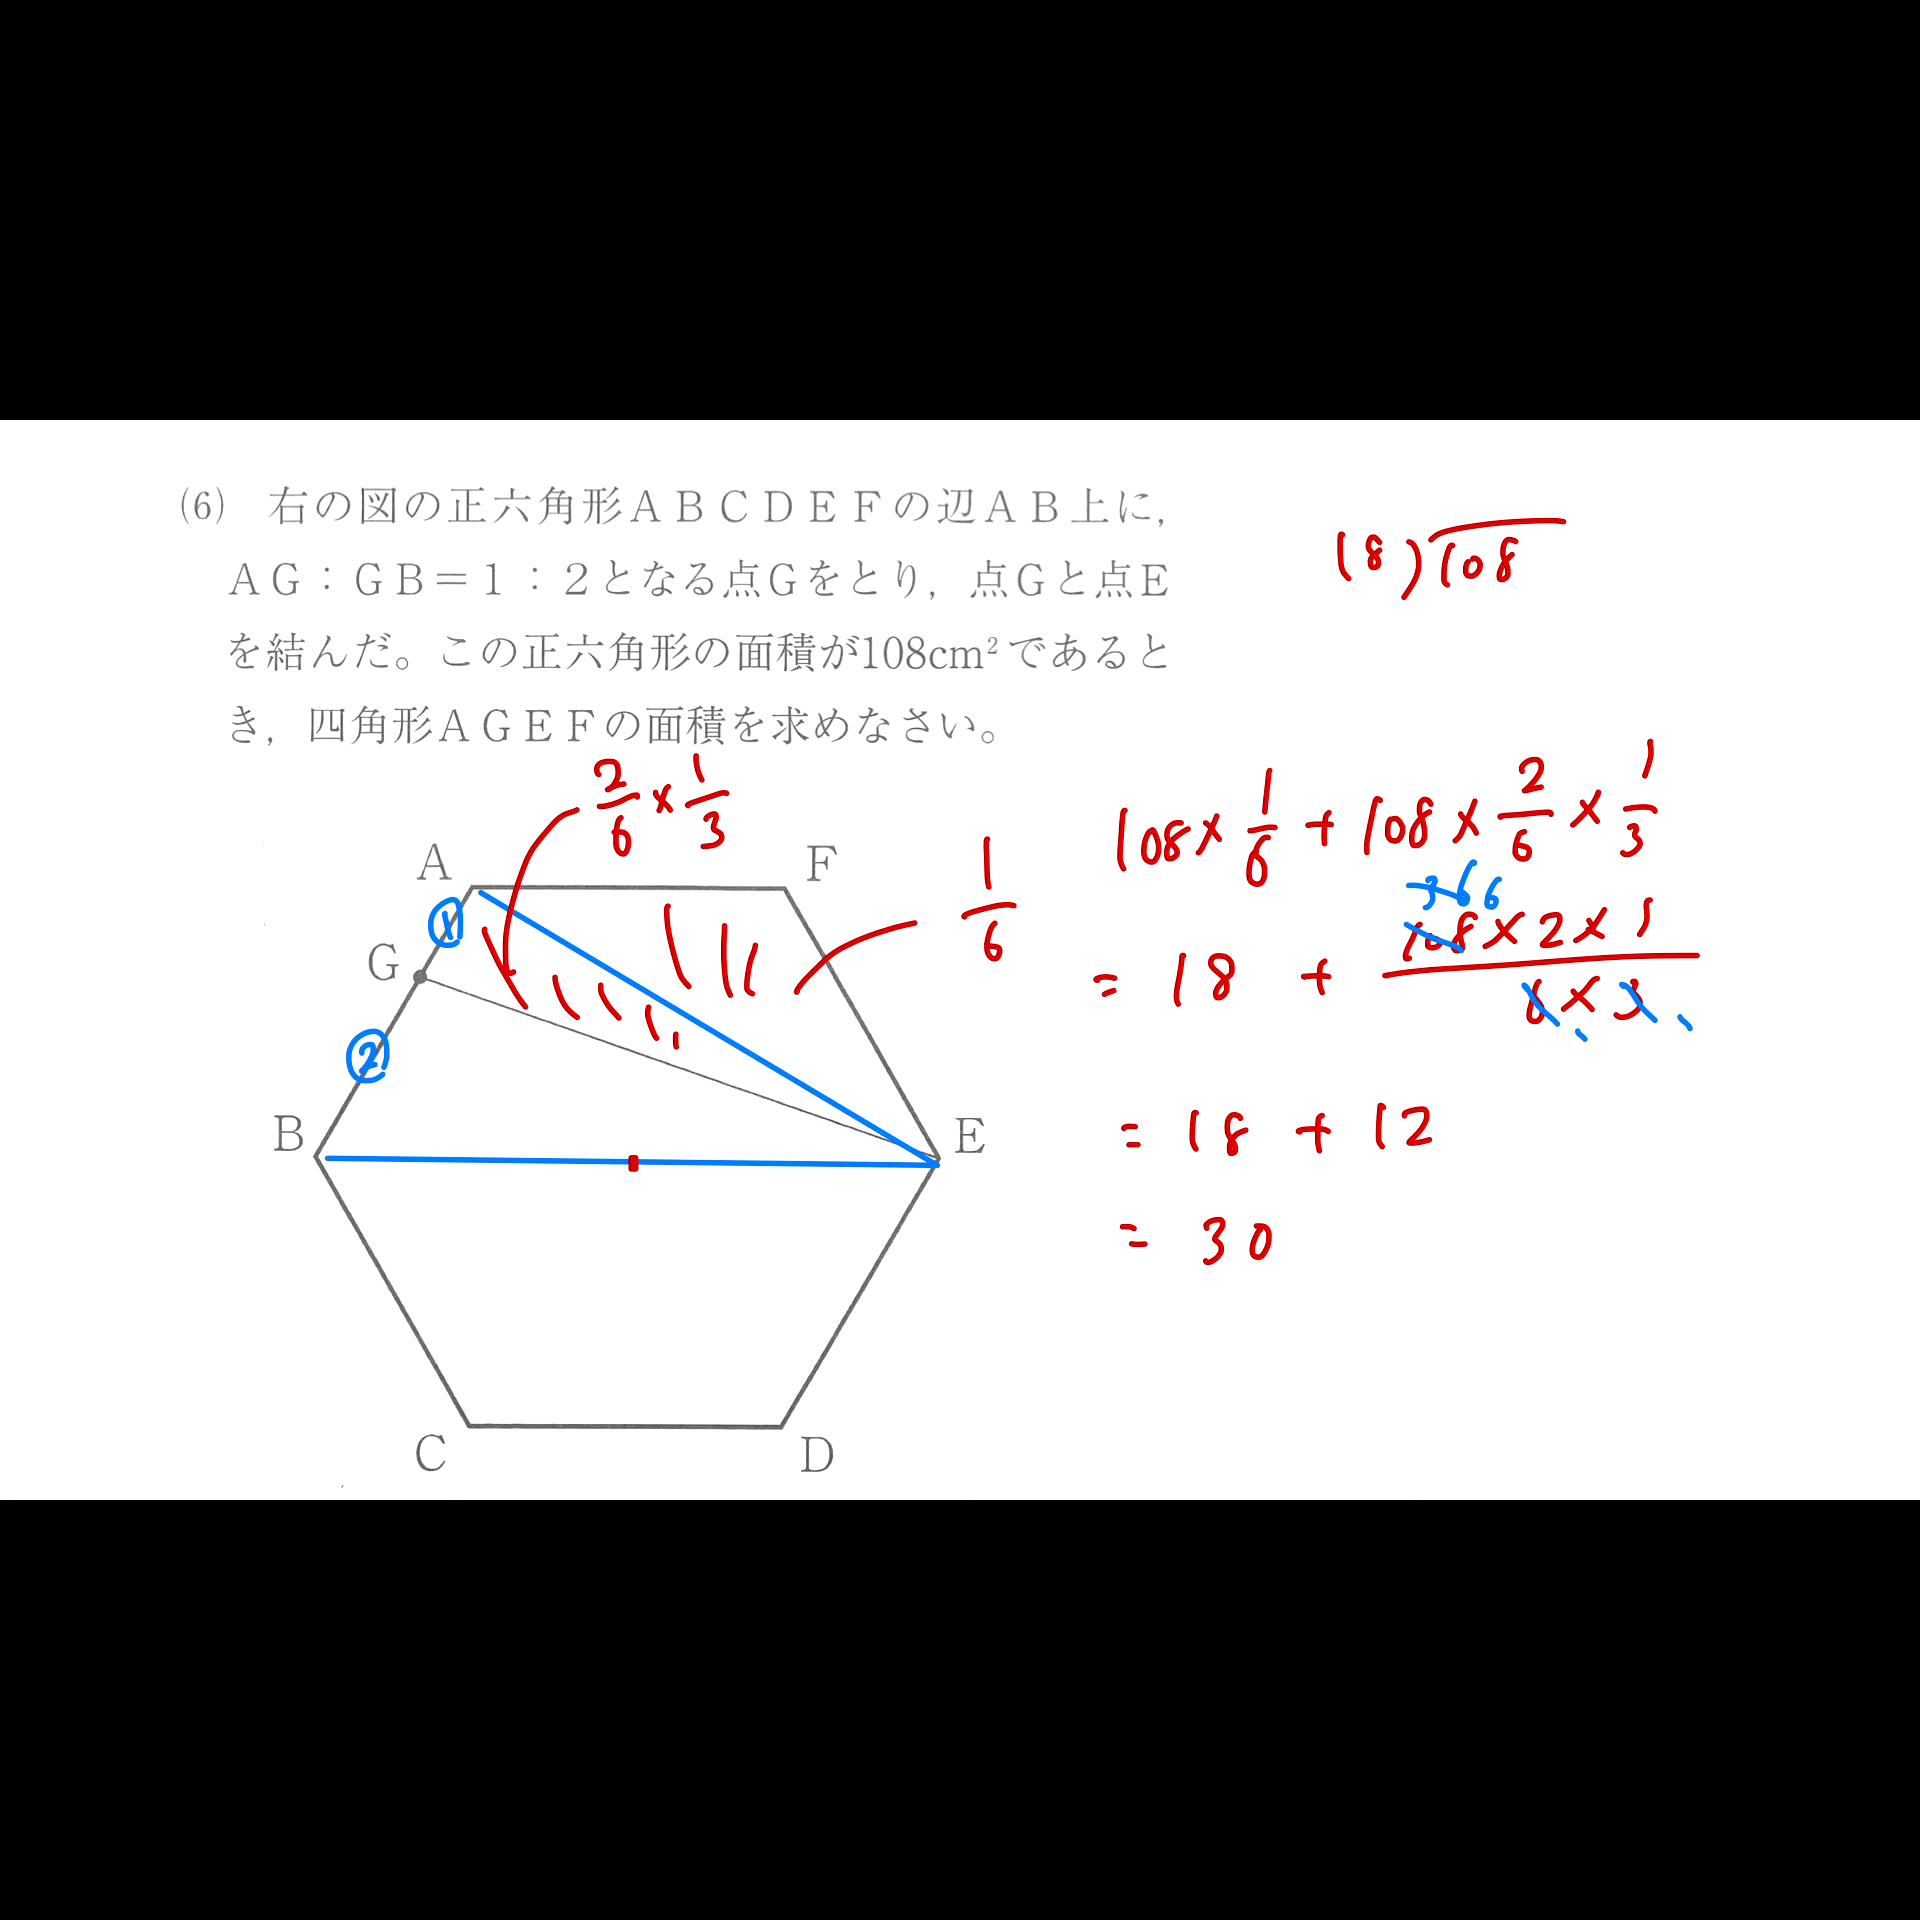 (6) 右の図の正六角形ＡＢＣＤＥＦの辺ＡＢ上に，
ＡＧ：ＧＢ＝１：２となる点Ｇをとり，点Ｇと点Ｅ
を結んだ。この正六角形の面積が108cm²であると
き，四角形ＡＧＥＦの面積を求めなさい。
18)108
2/6 × 1/3
1/6
108 × 1/6 + 108 × 2/6 × 1/3
36 6
= 18 + 108×2×1/6×3
= 18 + 12
= 30
A
F
①
G
②
B
E
C
D